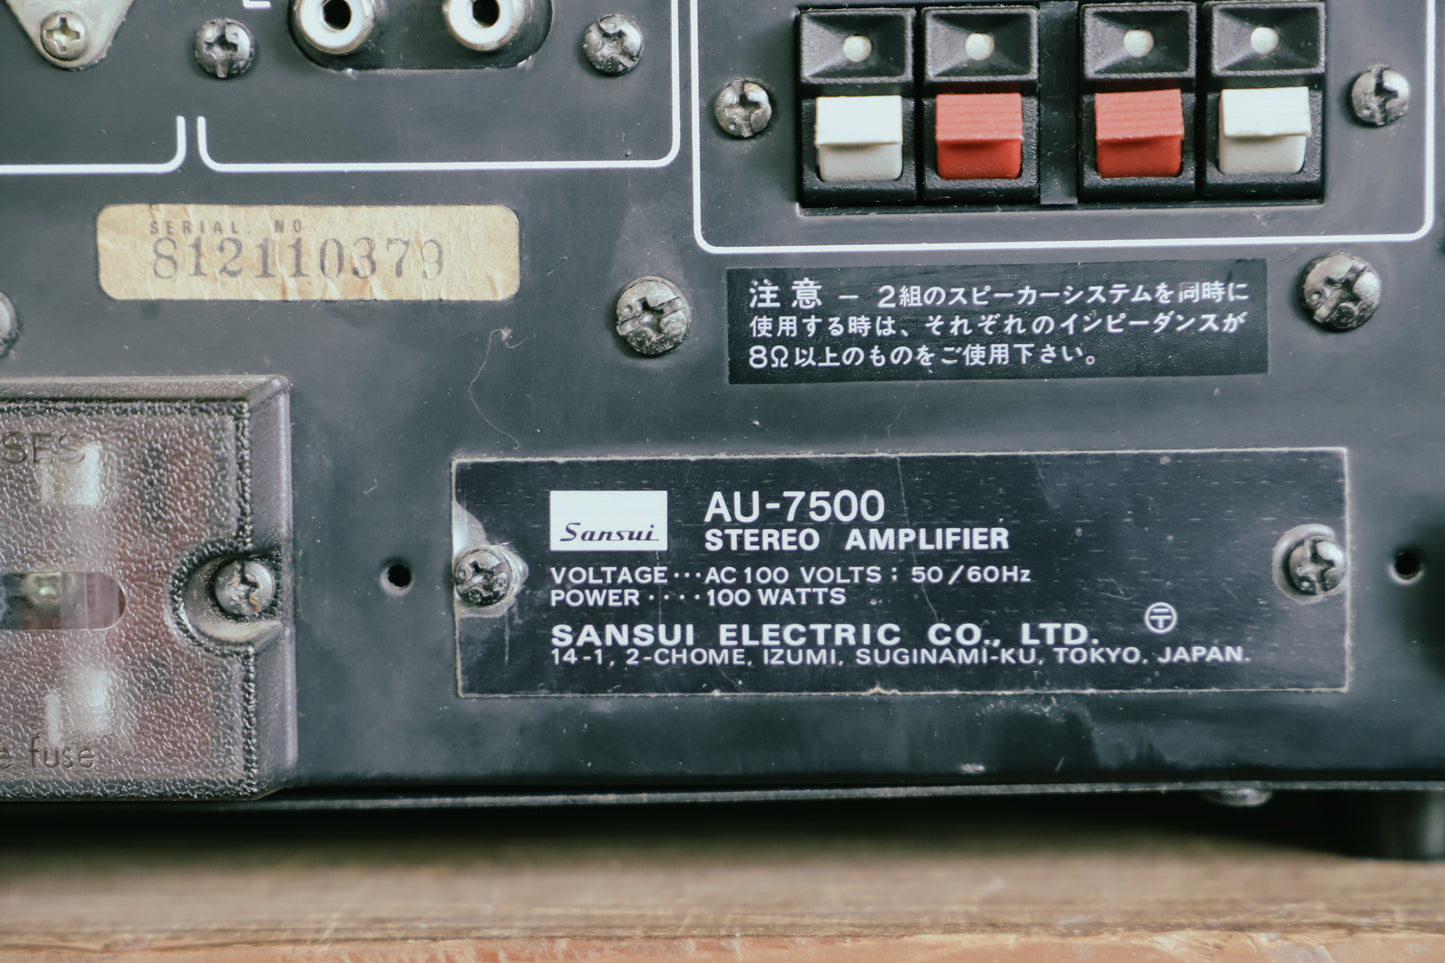 SERIAL NO
812110379
注意 － 2組のスピーカーシステムを同時に
使用する時は、それぞれのインピーダンスが
8Ω以上のものをご使用下さい。
Sansui
AU-7500
STEREO AMPLIFIER
VOLTAGE···AC100 VOLTS ; 50/60Hz
POWER····100 WATTS
SANSUI ELECTRIC CO., LTD.
〒
14-1, 2-CHOME, IZUMI, SUGINAMI-KU, TOKYO, JAPAN.
fuse